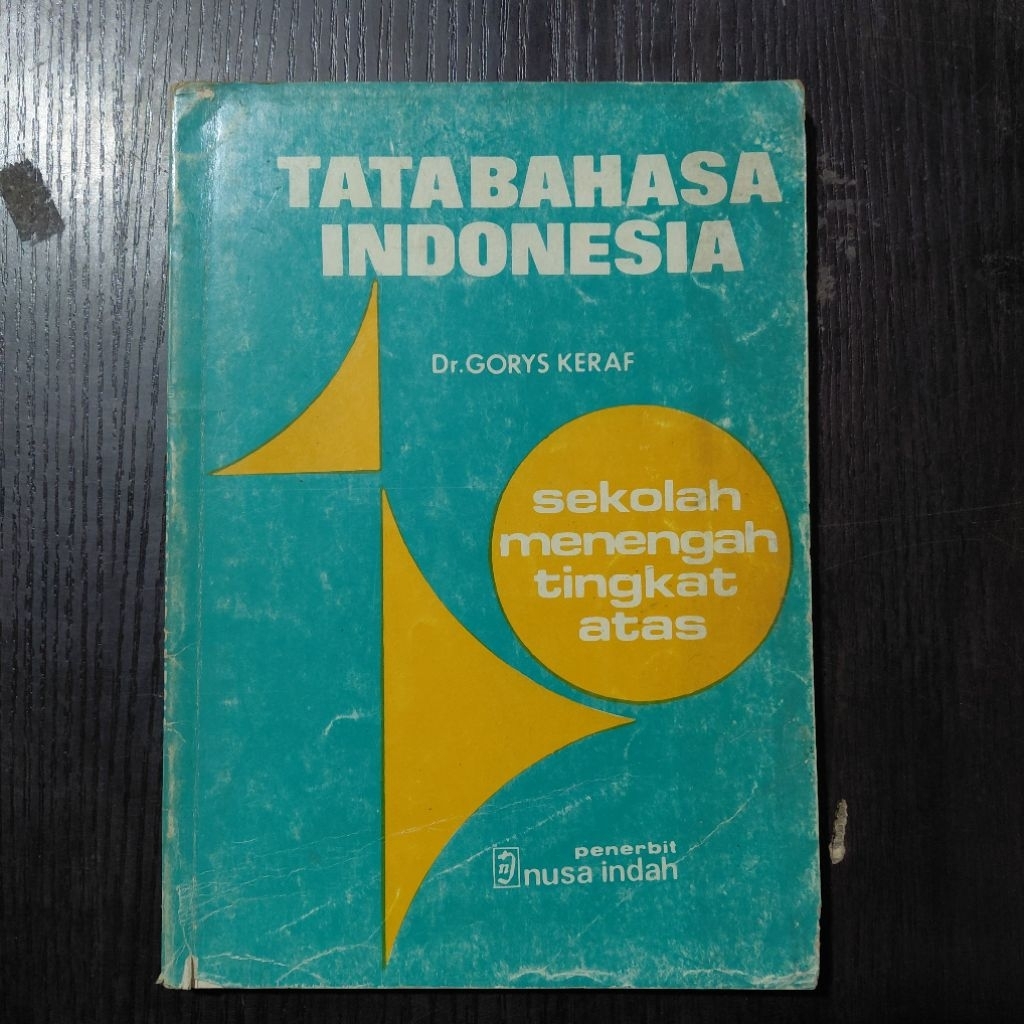 TATABAHASA
INDONESIA
Dr.GORYS KERAF
sekolah
menengah
tingkat
atas
penerbit
nusa indah